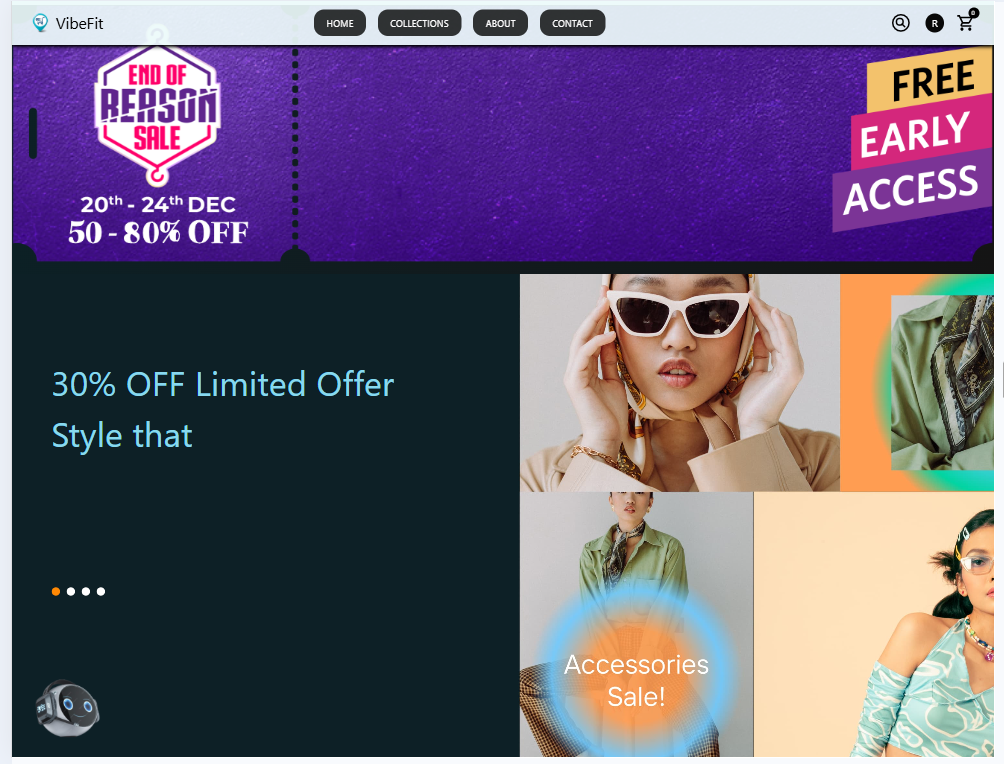 VibeFit
HOME
COLLECTIONS
ABOUT
CONTACT
R
0
END OF
REASON
SALE
20th - 24th DEC
50 - 80% OFF
FREE
EARLY
ACCESS
30% OFF Limited Offer
Style that
Accessories
Sale!